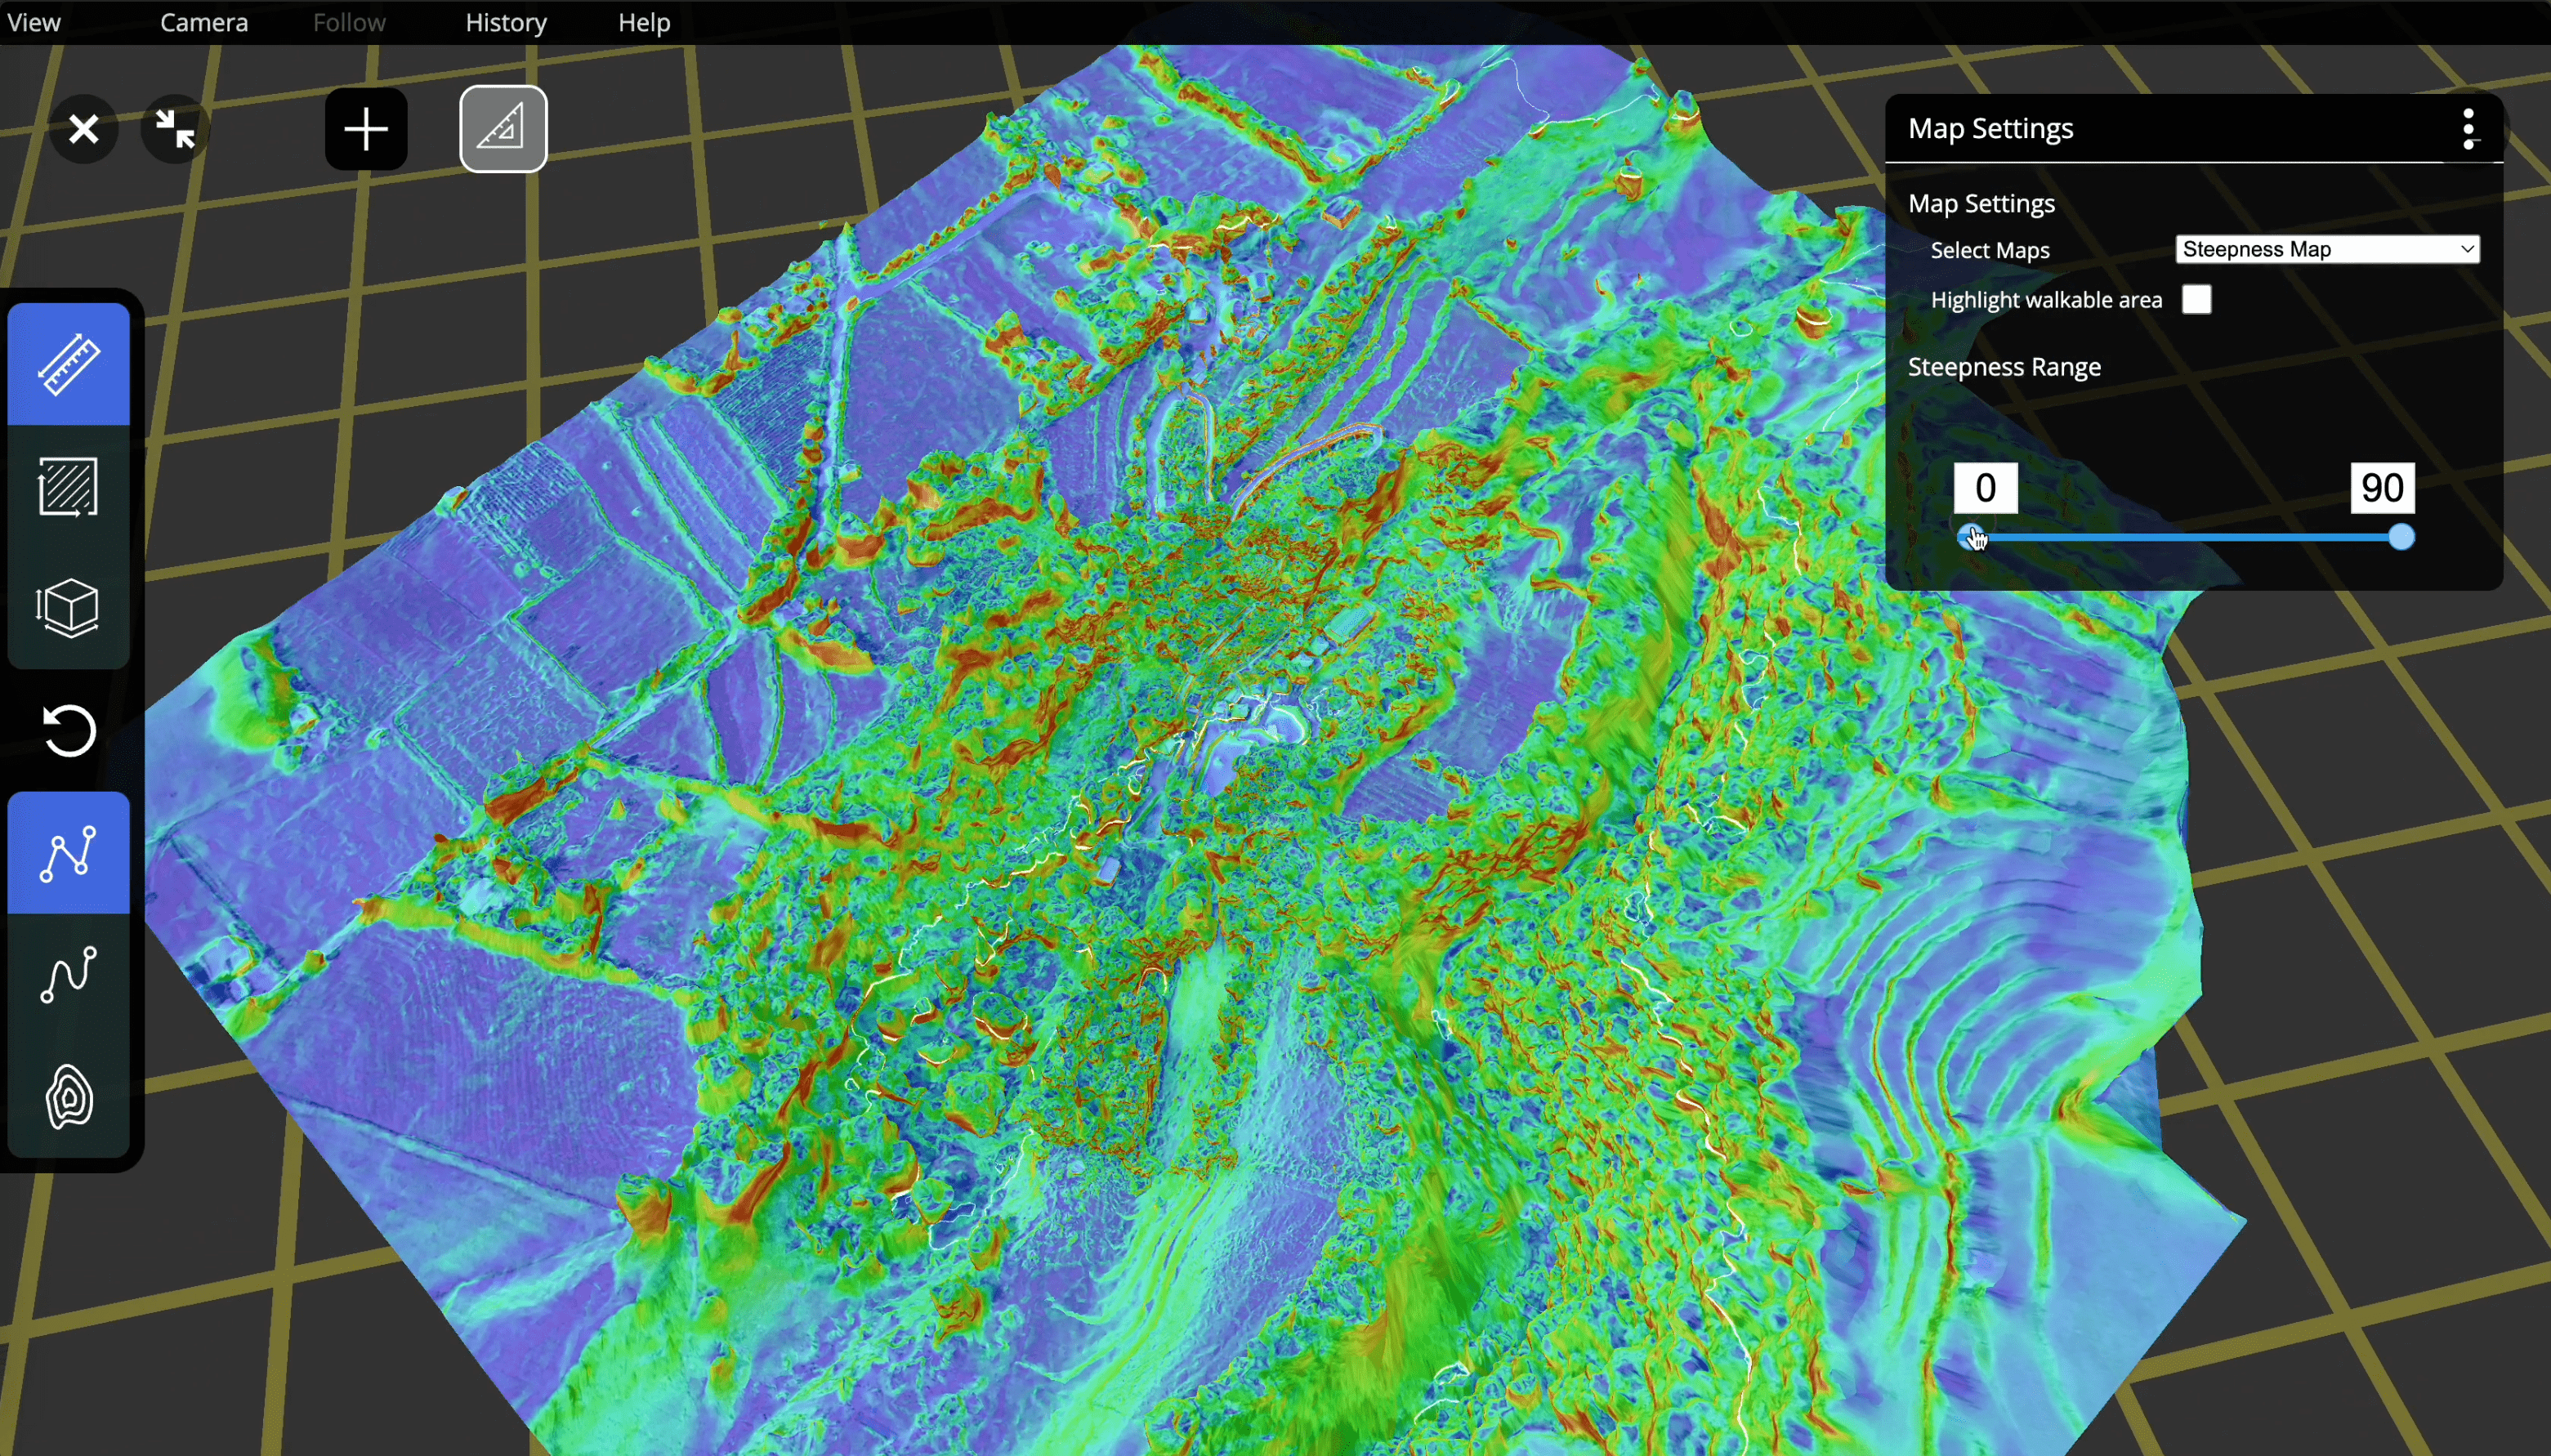 View Camera Follow History Help
Map Settings
Map Settings
Select Maps Steepness Map
Highlight walkable area
Steepness Range
0 90